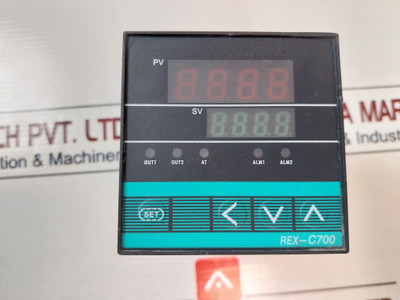 PV
8888
SV
8888
OUT1 OUT2 AT ALM1 ALM2
SET
REX-C700
CH PVT. LTD
A MAR
tion & Machiner
& Indust